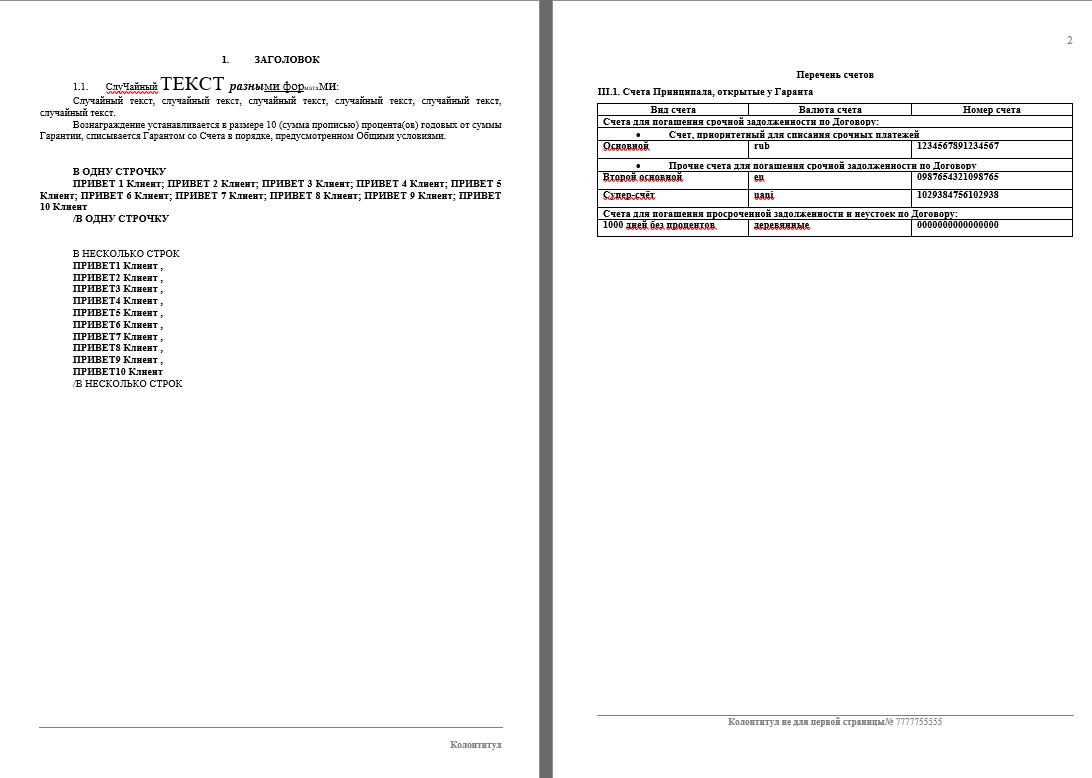 1. ЗАГОЛОВОК
1.1. СлуЧайный ТЕКСТ разными форматаМИ:
Случайный текст, случайный текст, случайный текст, случайный текст, случайный текст,
случайный текст.
Вознаграждение устанавливается в размере 10 (сумма прописью) процента(ов) годовых от суммы
Гарантии, списывается Гарантом со Счета в порядке, предусмотренном Общими условиями.
В ОДНУ СТРОЧКУ
ПРИВЕТ 1 Клиент; ПРИВЕТ 2 Клиент; ПРИВЕТ 3 Клиент; ПРИВЕТ 4 Клиент; ПРИВЕТ 5
Клиент; ПРИВЕТ 6 Клиент; ПРИВЕТ 7 Клиент; ПРИВЕТ 8 Клиент; ПРИВЕТ 9 Клиент; ПРИВЕТ
10 Клиент
/В ОДНУ СТРОЧКУ
В НЕСКОЛЬКО СТРОК
ПРИВЕТ1 Клиент ,
ПРИВЕТ2 Клиент ,
ПРИВЕТ3 Клиент ,
ПРИВЕТ4 Клиент ,
ПРИВЕТ5 Клиент ,
ПРИВЕТ6 Клиент ,
ПРИВЕТ7 Клиент ,
ПРИВЕТ8 Клиент ,
ПРИВЕТ9 Клиент ,
ПРИВЕТ10 Клиент
/В НЕСКОЛЬКО СТРОК
Колонтитул
2
Перечень счетов
III.1. Счета Принципала, открытые у Гаранта
Вид счета Валюта счета Номер счета
Счета для погашения срочной задолженности по Договору:
• Счет, приоритетный для списания срочных платежей
Основной rub 1234567891234567
• Прочие счета для погашения срочной задолженности по Договору
Второй основной eu 0987654321098765
Супер-счёт uani 1029384756102938
Счета для погашения просроченной задолженности и неустоек по Договору:
1000 дней без процентов деревянные 0000000000000000
Колонтитул не для первой страницы№ 7777755555